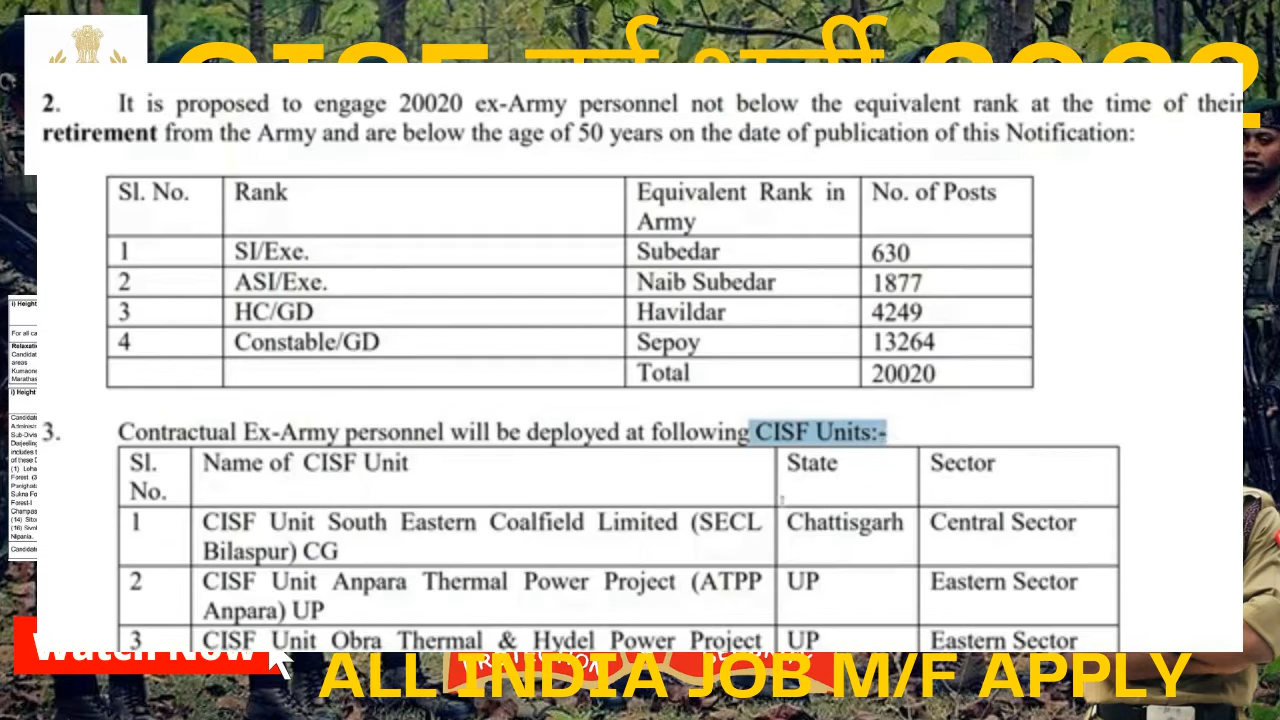 2. It is proposed to engage 20020 ex-Army personnel not below the equivalent rank at the time of their
retirement from the Army and are below the age of 50 years on the date of publication of this Notification:
Sl. No. Rank Equivalent Rank in Army No. of Posts
1 SI/Exe. Subedar 630
2 ASI/Exe. Naib Subedar 1877
3 HC/GD Havildar 4249
4 Constable/GD Sepoy 13264
Total 20020
3. Contractual Ex-Army personnel will be deployed at following CISF Units:-
Sl. No. Name of CISF Unit State Sector
1 CISF Unit South Eastern Coalfield Limited (SECL Chattisgarh Central Sector
Bilaspur) CG
2 CISF Unit Anpara Thermal Power Project (ATPP UP Eastern Sector
Anpara) UP
3 CISF Unit Obra Thermal & Hydel Power Project UP Eastern Sector
Watch Now
ALL INDIA JOB M/F APPLY